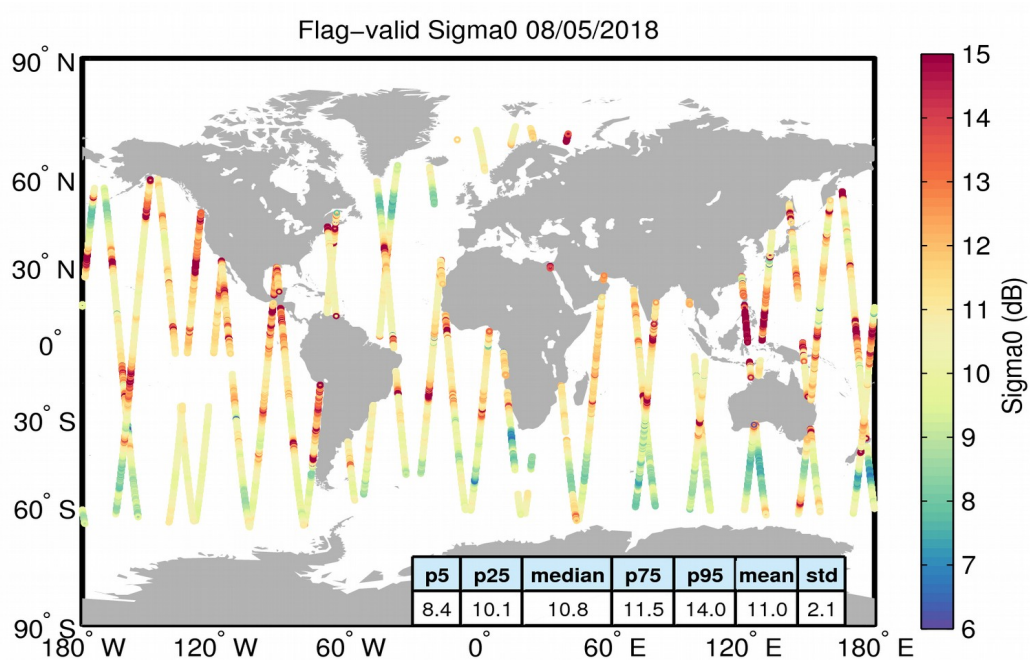 Flag−valid Sigma0 08/05/2018
90° N
60° N
30° N
0°
30° S
60° S
90° S
180° W
120° W
60° W
0°
60° E
120° E
180° E
p5 p25 median p75 p95 mean std
8.4 10.1 10.8 11.5 14.0 11.0 2.1
15
14
13
12
11
10
9
8
7
6
Sigma0 (dB)